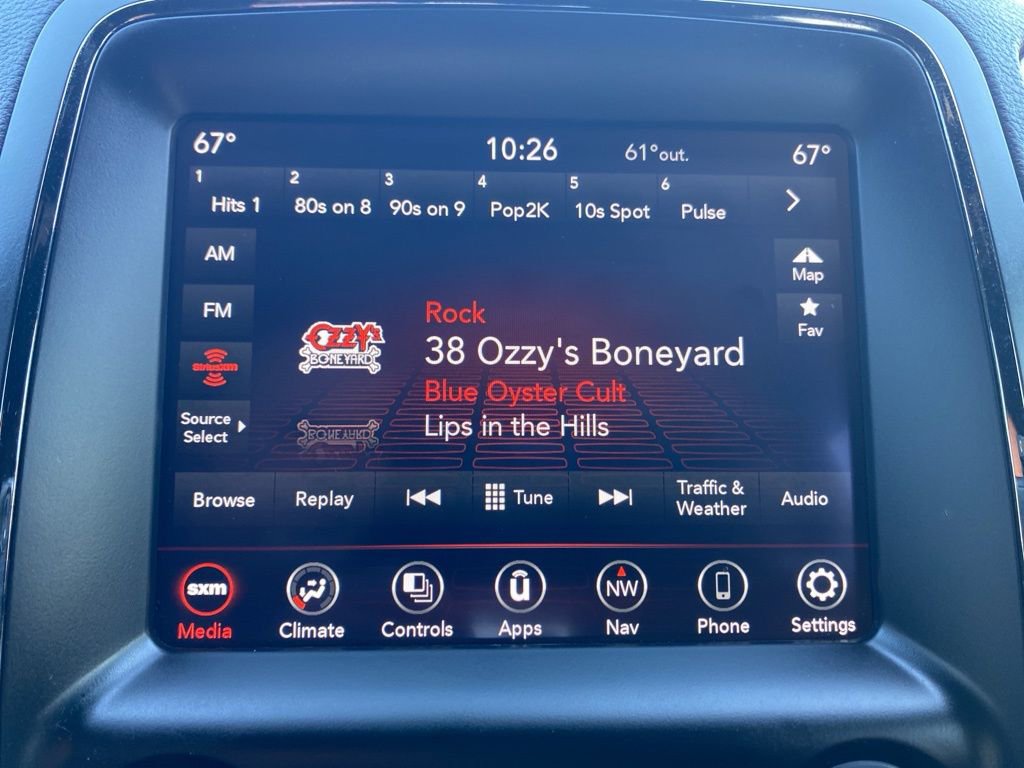 67° 10:26 61°out. 67°
1 2 3 4 5 6
Hits 1 80s on 8 90s on 9 Pop2K 10s Spot Pulse
AM
Map
FM
Fav
Rock
Ozzy's
BONEYARD
38 Ozzy's Boneyard
SiriusXM
Blue Oyster Cult
Source
Select
Lips in the Hills
Browse Replay Tune Traffic &
Weather Audio
sxm ū NW
Media Climate Controls Apps Nav Phone Settings